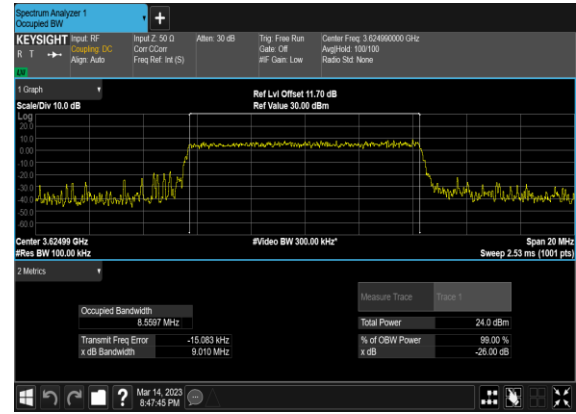 Spectrum Analyzer 1
Occupied BW
+
KEYSIGHT Input: RF Input Z: 50 Ω Atten: 30 dB Trig: Free Run Center Freq: 3.624990000 GHz
R T Coupling: DC Corr CCorr Gate: Off Avg|Hold: 100/100
Align: Auto Freq Ref: Int (S) #IF Gain: Low Radio Std: None
LVI
1 Graph
Ref Lvl Offset 11.70 dB
Scale/Div 10.0 dB Ref Value 30.00 dBm
Log
20.0
10.0
0.00
-10.0
-20.0
-30.0
-40.0
-50.0
-60.0
Center 3.62499 GHz #Video BW 300.00 kHz* Span 20 MHz
#Res BW 100.00 kHz Sweep 2.53 ms (1001 pts)
2 Metrics
Measure Trace Trace 1
Occupied Bandwidth
8.5597 MHz Total Power 24.0 dBm
Transmit Freq Error -15.083 kHz % of OBW Power 99.00 %
x dB Bandwidth 9.010 MHz x dB -26.00 dB
?
Mar 14, 2023
8:47:45 PM